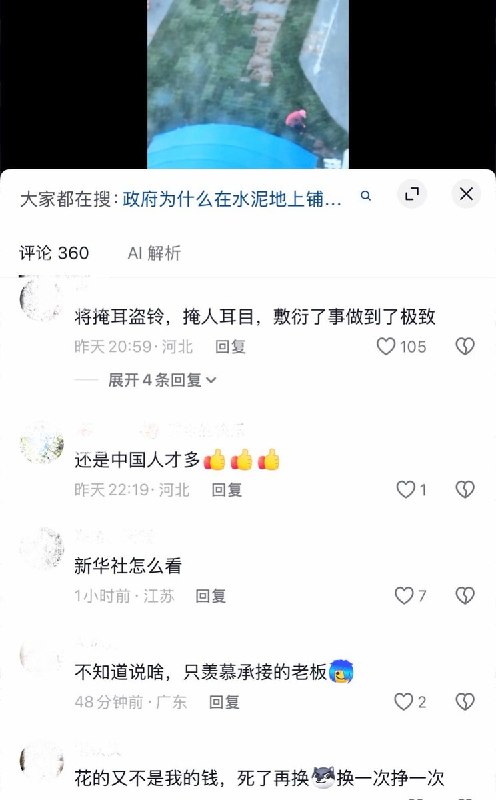 大家都在搜:政府为什么在水泥地上铺...
评论 360
AI 解析
将掩耳盗铃，掩人耳目，敷衍了事做到了极致
昨天 20:59·河北 回复 105
展开4条回复
还是中国人才多👍👍👍
昨天 22:19·河北 回复 1
新华社怎么看
1小时前·江苏 回复 7
不知道说啥，只羡慕承接的老板
48分钟前·广东 回复 2
花的又不是我的钱，死了再换换一次挣一次